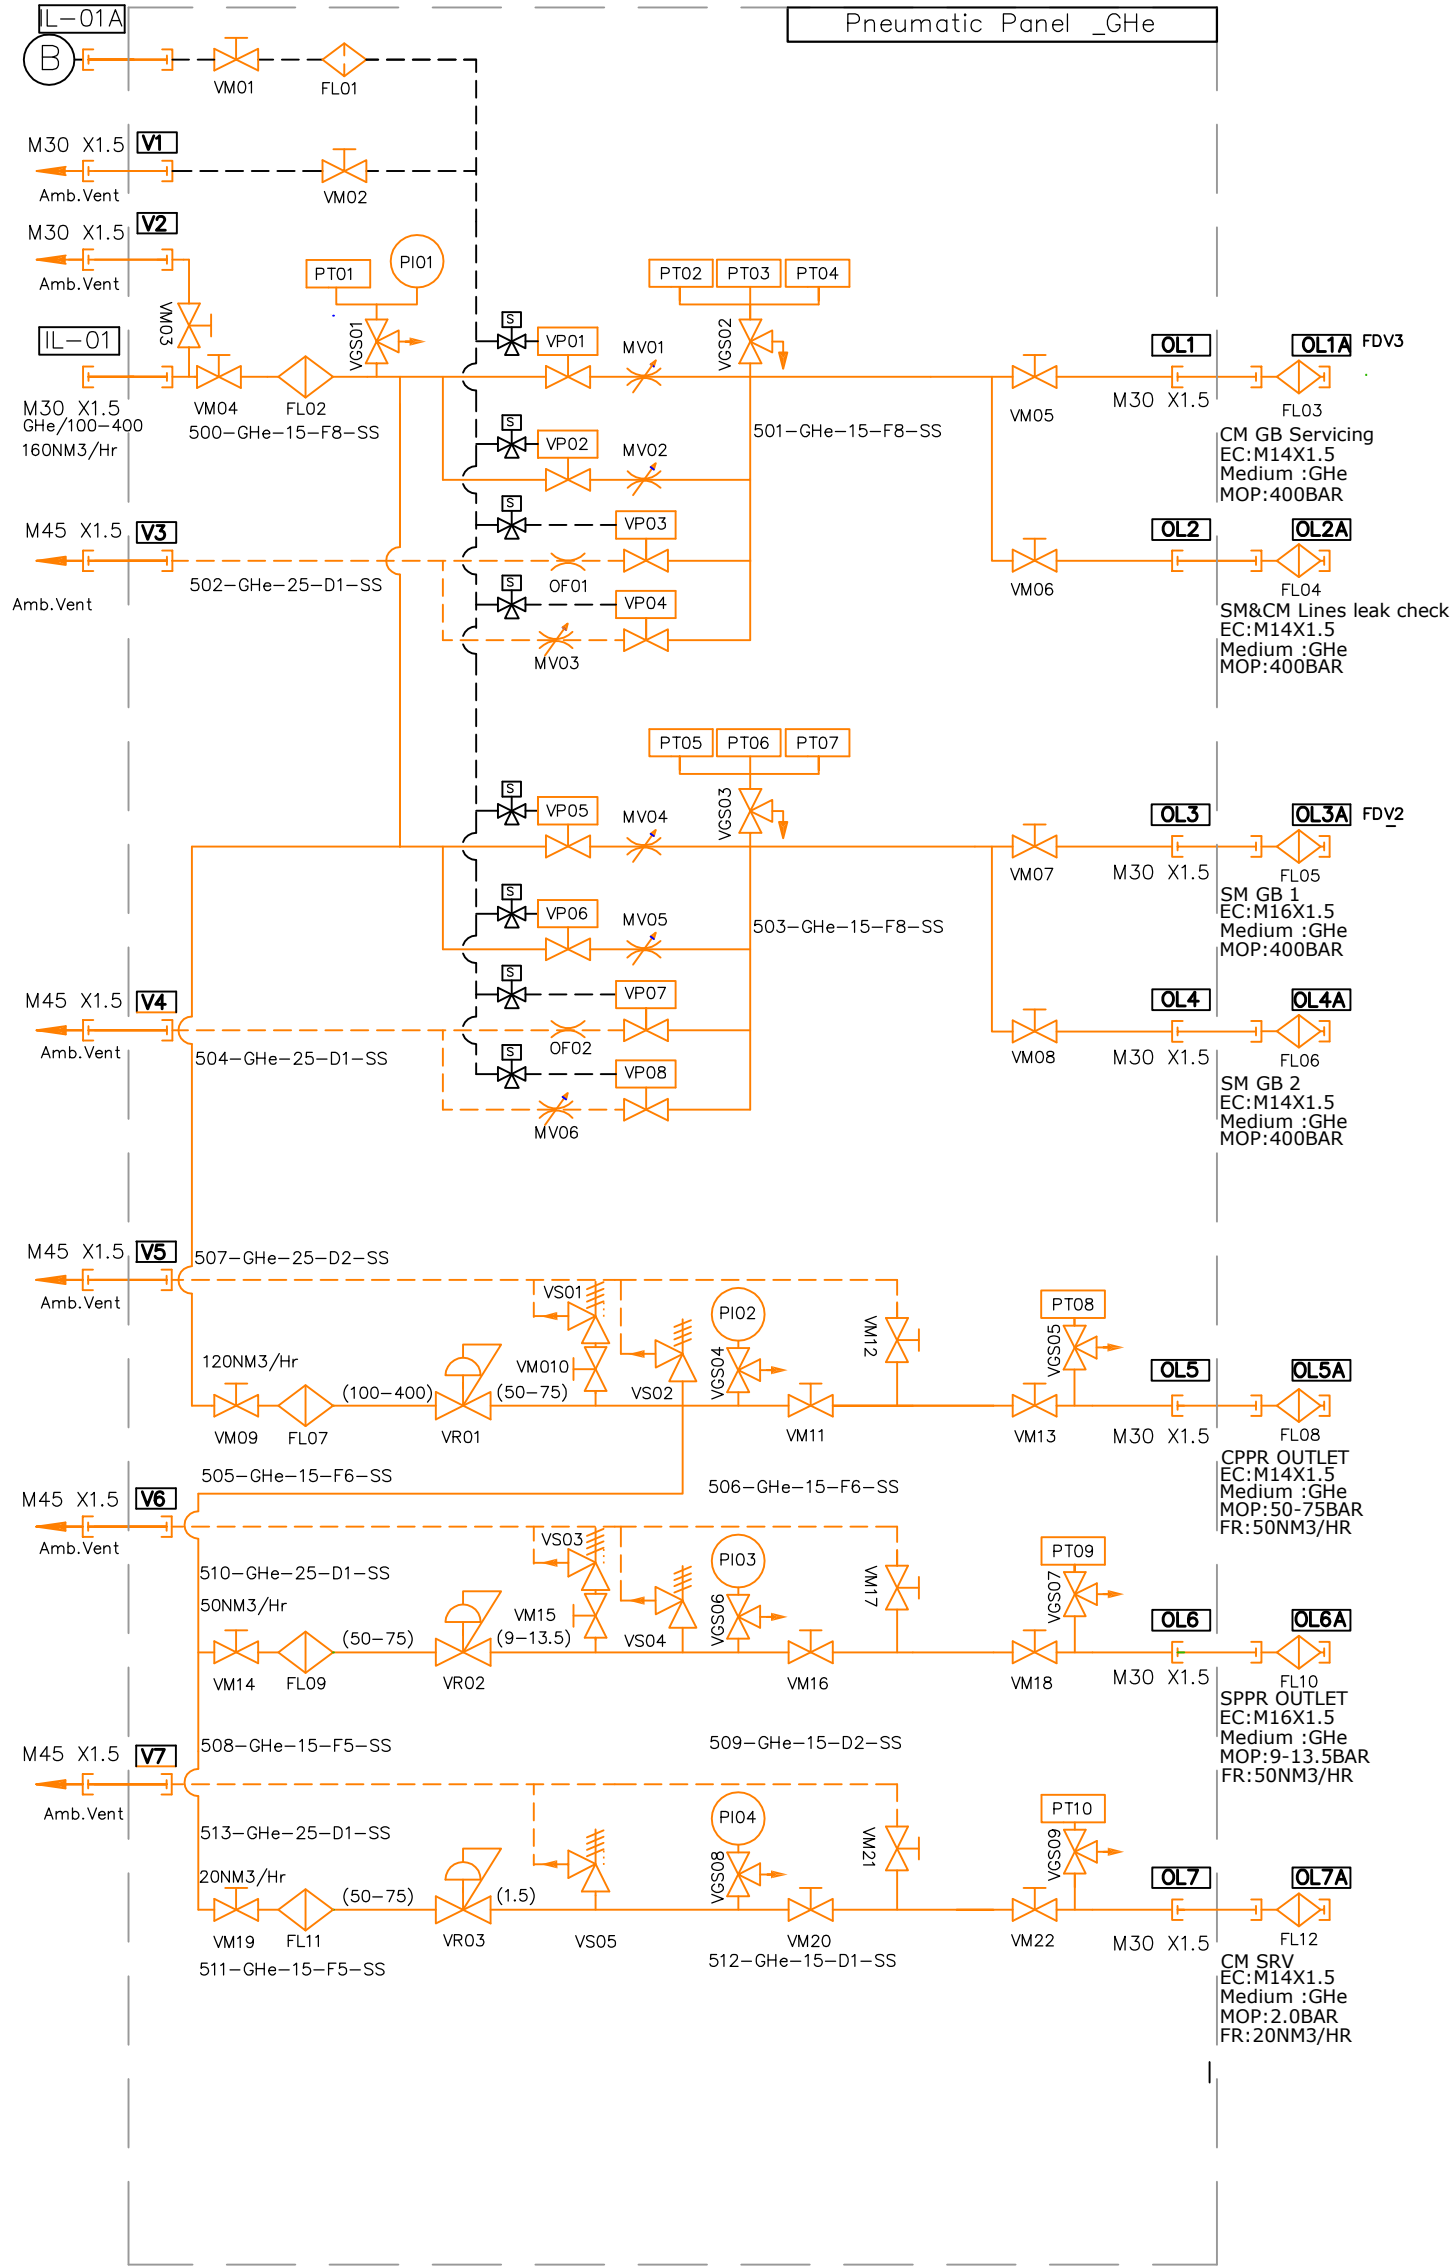 IL-01A
Pneumatic Panel _GHe
B
VM01
FL01
M30 X1.5
V1
Amb.Vent
VM02
M30 X1.5
V2
Amb.Vent
VM03
PT01
PI01
VGS01
PT02
PT03
PT04
VGS02
IL-01
S
VP01
MV01
OL1
OL1A
FDV3
M30 X1.5
GHe/100-400
160NM3/Hr
VM04
FL02
500-GHe-15-F8-SS
VM05
M30 X1.5
FL03
CM GB Servicing
EC:M14X1.5
Medium :GHe
MOP:400BAR
S
VP02
MV02
501-GHe-15-F8-SS
M45 X1.5
V3
Amb.Vent
502-GHe-25-D1-SS
S
VP03
OF01
OL2
OL2A
VM06
M30 X1.5
FL04
SM&CM Lines leak check
EC:M14X1.5
Medium :GHe
MOP:400BAR
S
VP04
MV03
PT05
PT06
PT07
VGS03
S
VP05
MV04
OL3
OL3A
FDV_2
VM07
M30 X1.5
FL05
SM GB 1
EC:M16X1.5
Medium :GHe
MOP:400BAR
S
VP06
MV05
503-GHe-15-F8-SS
M45 X1.5
V4
Amb.Vent
504-GHe-25-D1-SS
S
VP07
OF02
OL4
OL4A
VM08
M30 X1.5
FL06
SM GB 2
EC:M14X1.5
Medium :GHe
MOP:400BAR
S
VP08
MV06
M45 X1.5
V5
Amb.Vent
507-GHe-25-D2-SS
VS01
PI02
VM12
PT08
VGS05
120NM3/Hr
VM010
VS02
VGS04
(100-400)
(50-75)
OL5
OL5A
VM09
FL07
VR01
VM11
VM13
M30 X1.5
FL08
CPPR OUTLET
EC:M14X1.5
Medium :GHe
MOP:50-75BAR
FR:50NM3/HR
505-GHe-15-F6-SS
506-GHe-15-F6-SS
M45 X1.5
V6
Amb.Vent
510-GHe-25-D1-SS
VS03
PI03
VM17
PT09
VGS07
50NM3/Hr
VM15
VS04
VGS06
(50-75)
(9-13.5)
OL6
OL6A
VM14
FL09
VR02
VM16
VM18
M30 X1.5
FL10
SPPR OUTLET
EC:M16X1.5
Medium :GHe
MOP:9-13.5BAR
FR:50NM3/HR
508-GHe-15-F5-SS
509-GHe-15-D2-SS
M45 X1.5
V7
Amb.Vent
513-GHe-25-D1-SS
PI04
VM21
PT10
VGS09
20NM3/Hr
VGS08
(50-75)
(1.5)
OL7
OL7A
VM19
FL11
VR03
VS05
VM20
VM22
M30 X1.5
FL12
511-GHe-15-F5-SS
512-GHe-15-D1-SS
CM SRV
EC:M14X1.5
Medium :GHe
MOP:2.0BAR
FR:20NM3/HR